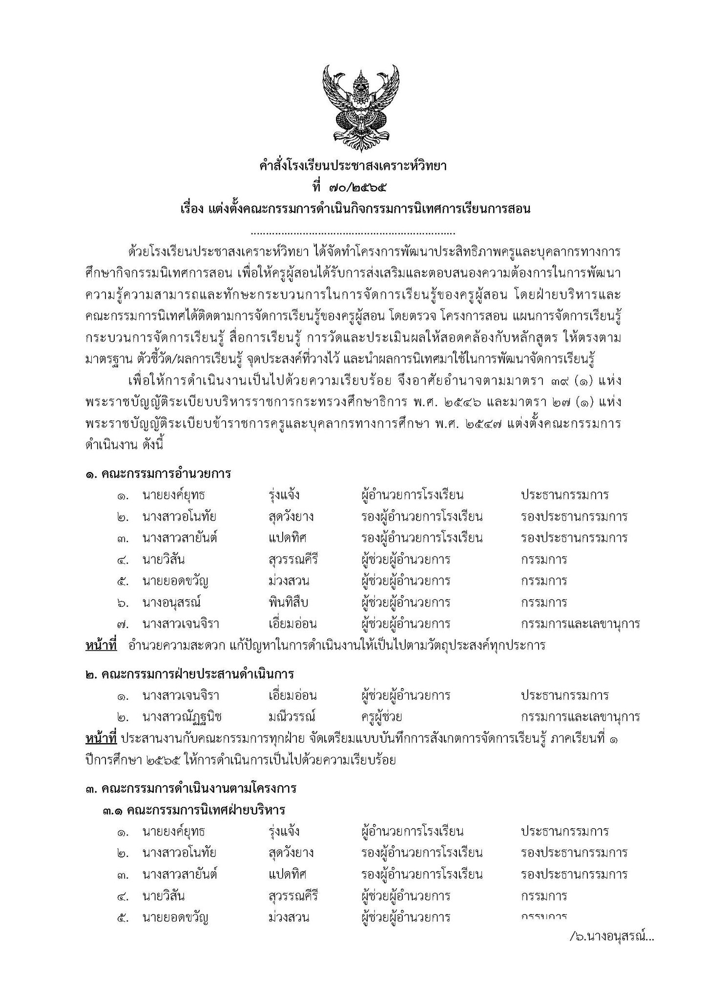 คำสั่งโรงเรียนประชาสงเคราะห์วิทยา
ที่ ๗๐/๒๕๖๕
เรื่อง แต่งตั้งคณะกรรมการดำเนินกิจกรรมการนิเทศการเรียนการสอน
...................................................................
ด้วยโรงเรียนประชาสงเคราะห์วิทยา ได้จัดทำโครงการพัฒนาประสิทธิภาพครูและบุคลากรทางการ
ศึกษากิจกรรมนิเทศการสอน เพื่อให้ครูผู้สอนได้รับการส่งเสริมและตอบสนองความต้องการในการพัฒนา
ความรู้ความสามารถและทักษะกระบวนการในการจัดการเรียนรู้ของครูผู้สอน โดยฝ่ายบริหารและ
คณะกรรมการนิเทศได้ติดตามการจัดการเรียนรู้ของครูผู้สอน โดยตรวจ โครงการสอน แผนการจัดการเรียนรู้
กระบวนการจัดการเรียนรู้ สื่อการเรียนรู้ การวัดและประเมินผลให้สอดคล้องกับหลักสูตร ให้ตรงตาม
มาตรฐาน ตัวชี้วัด/ผลการเรียนรู้ จุดประสงค์ที่วางไว้ และนำผลการนิเทศมาใช้ในการพัฒนาจัดการเรียนรู้
เพื่อให้การดำเนินงานเป็นไปด้วยความเรียบร้อย จึงอาศัยอำนาจตามมาตรา ๓๙ (๑) แห่ง
พระราชบัญญัติระเบียบบริหารราชการกระทรวงศึกษาธิการ พ.ศ. ๒๕๔๖ และมาตรา ๒๗ (๑) แห่ง
พระราชบัญญัติระเบียบข้าราชการครูและบุคลากรทางการศึกษา พ.ศ. ๒๕๔๗ แต่งตั้งคณะกรรมการ
ดำเนินงาน ดังนี้
๑. คณะกรรมการอำนวยการ
๑. นายยงค์ยุทธ รุ่งแจ้ง ผู้อำนวยการโรงเรียน ประธานกรรมการ
๒. นางสาวอโนทัย สุดวังยาง รองผู้อำนวยการโรงเรียน รองประธานกรรมการ
๓. นางสาวสายันต์ แปดทิศ รองผู้อำนวยการโรงเรียน รองประธานกรรมการ
๔. นายวิสัน สุวรรณคีรี ผู้ช่วยผู้อำนวยการ กรรมการ
๕. นายยอดขวัญ ม่วงสวน ผู้ช่วยผู้อำนวยการ กรรมการ
๖. นางอนุสรณ์ พินทิสืบ ผู้ช่วยผู้อำนวยการ กรรมการ
๗. นางสาวเจนจิรา เอี่ยมอ่อน ผู้ช่วยผู้อำนวยการ กรรมการและเลขานุการ
หน้าที่ อำนวยความสะดวก แก้ปัญหาในการดำเนินงานให้เป็นไปตามวัตถุประสงค์ทุกประการ
๒. คณะกรรมการฝ่ายประสานดำเนินการ
๑. นางสาวเจนจิรา เอี่ยมอ่อน ผู้ช่วยผู้อำนวยการ ประธานกรรมการ
๒. นางสาวณัฏฐนิช มณีวรรณ์ ครูผู้ช่วย กรรมการและเลขานุการ
หน้าที่ ประสานงานกับคณะกรรมการทุกฝ่าย จัดเตรียมแบบบันทึกการสังเกตการจัดการเรียนรู้ ภาคเรียนที่ ๑
ปีการศึกษา ๒๕๖๕ ให้การดำเนินการเป็นไปด้วยความเรียบร้อย
๓. คณะกรรมการดำเนินงานตามโครงการ
๓.๑ คณะกรรมการนิเทศฝ่ายบริหาร
๑. นายยงค์ยุทธ รุ่งแจ้ง ผู้อำนวยการโรงเรียน ประธานกรรมการ
๒. นางสาวอโนทัย สุดวังยาง รองผู้อำนวยการโรงเรียน รองประธานกรรมการ
๓. นางสาวสายันต์ แปดทิศ รองผู้อำนวยการโรงเรียน รองประธานกรรมการ
๔. นายวิสัน สุวรรณคีรี ผู้ช่วยผู้อำนวยการ กรรมการ
๕. นายยอดขวัญ ม่วงสวน ผู้ช่วยผู้อำนวยการ กรรมการ
/๖.นางอนุสรณ์...